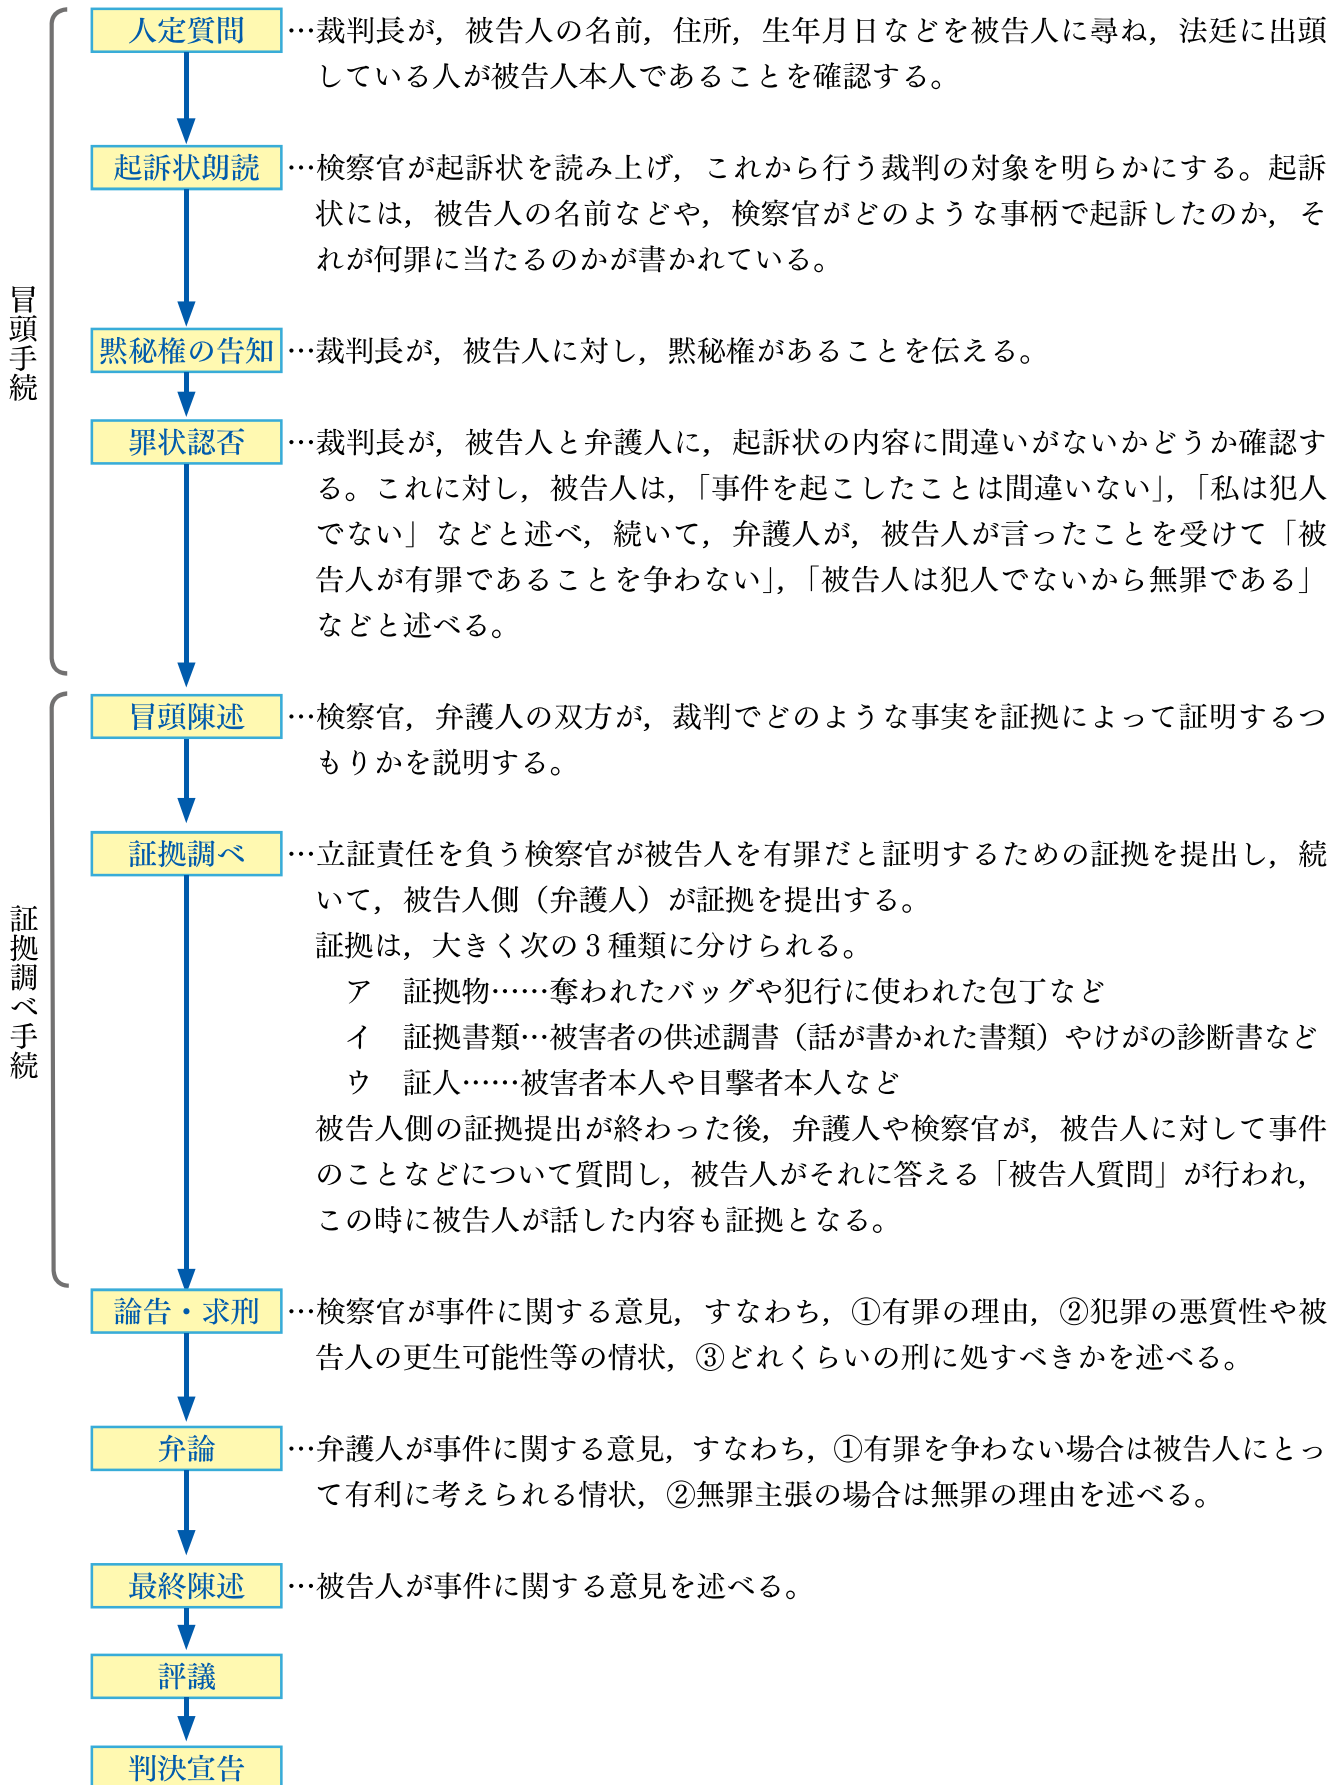 冒頭手続
人定質問 …裁判長が，被告人の名前，住所，生年月日などを被告人に尋ね，法廷に出頭
している人が被告人本人であることを確認する。
起訴状朗読 …検察官が起訴状を読み上げ，これから行う裁判の対象を明らかにする。起訴
状には，被告人の名前などや，検察官がどのような事柄で起訴したのか，そ
れが何罪に当たるのかが書かれている。
黙秘権の告知 …裁判長が，被告人に対し，黙秘権があることを伝える。
罪状認否 …裁判長が，被告人と弁護人に，起訴状の内容に間違いがないかどうか確認す
る。これに対し，被告人は，「事件を起こしたことは間違いない」，「私は犯人
でない」などと述べ，続いて，弁護人が，被告人が言ったことを受けて「被
告人が有罪であることを争わない」，「被告人は犯人でないから無罪である」
などと述べる。
証拠調べ手続
冒頭陳述 …検察官，弁護人の双方が，裁判でどのような事実を証拠によって証明するつ
もりかを説明する。
証拠調べ …立証責任を負う検察官が被告人を有罪だと証明するための証拠を提出し，続
いて，被告人側（弁護人）が証拠を提出する。
証拠は，大きく次の３種類に分けられる。
ア　証拠物……奪われたバッグや犯行に使われた包丁など
イ　証拠書類…被害者の供述調書（話が書かれた書類）やけがの診断書など
ウ　証人……被害者本人や目撃者本人など
被告人側の証拠提出が終わった後，弁護人や検察官が，被告人に対して事件
のことなどについて質問し，被告人がそれに答える「被告人質問」が行われ，
この時に被告人が話した内容も証拠となる。
論告・求刑 …検察官が事件に関する意見，すなわち，①有罪の理由，②犯罪の悪質性や被
告人の更生可能性等の情状，③どれくらいの刑に処すべきかを述べる。
弁論 …弁護人が事件に関する意見，すなわち，①有罪を争わない場合は被告人にとっ
て有利に考えられる情状，②無罪主張の場合は無罪の理由を述べる。
最終陳述 …被告人が事件に関する意見を述べる。
評議
判決宣告